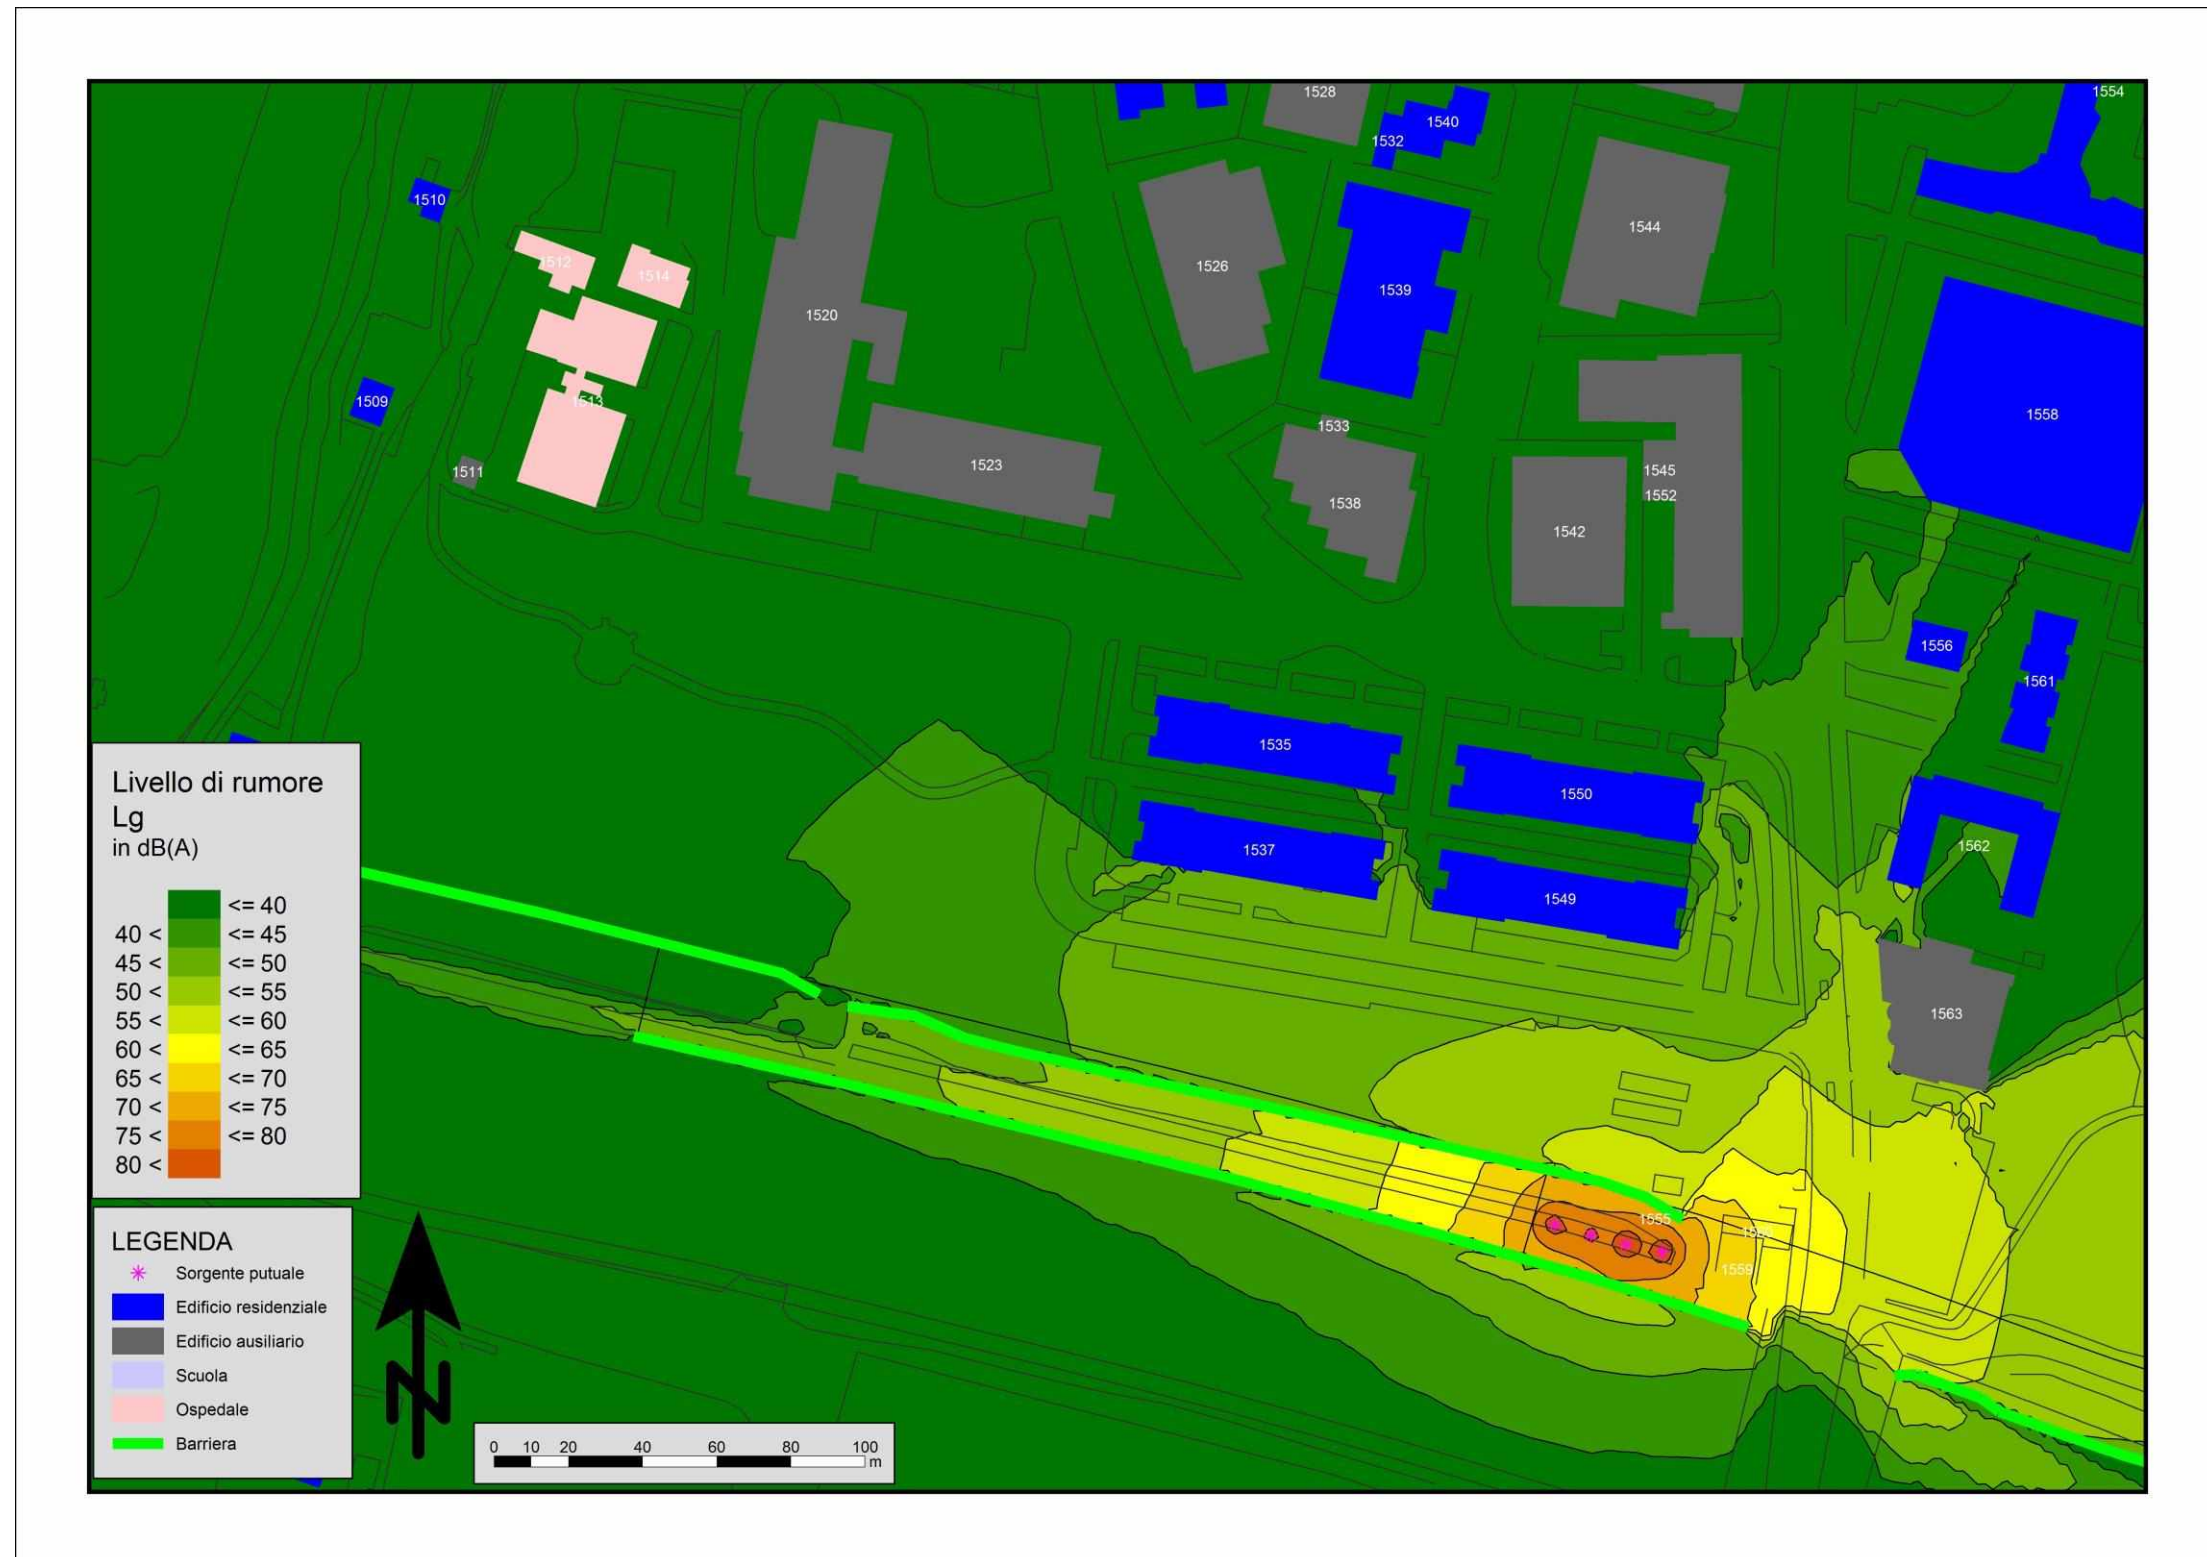 1528
1554
1540
1532
1510
1544
1512
1514
1526
1539
1520
1509
1558
1513
1533
1511
1523
1545
1552
1538
1542
1556
1561
1535
1550
1537
1562
1549
1563
1555
1559
Livello di rumore
Lg
in dB(A)
<= 40
40 < <= 45
45 < <= 50
50 < <= 55
55 < <= 60
60 < <= 65
65 < <= 70
70 < <= 75
75 < <= 80
80 <
LEGENDA
Sorgente putuale
Edificio residenziale
Edificio ausiliario
Scuola
Ospedale
Barriera
N
0 10 20 40 60 80 100
m